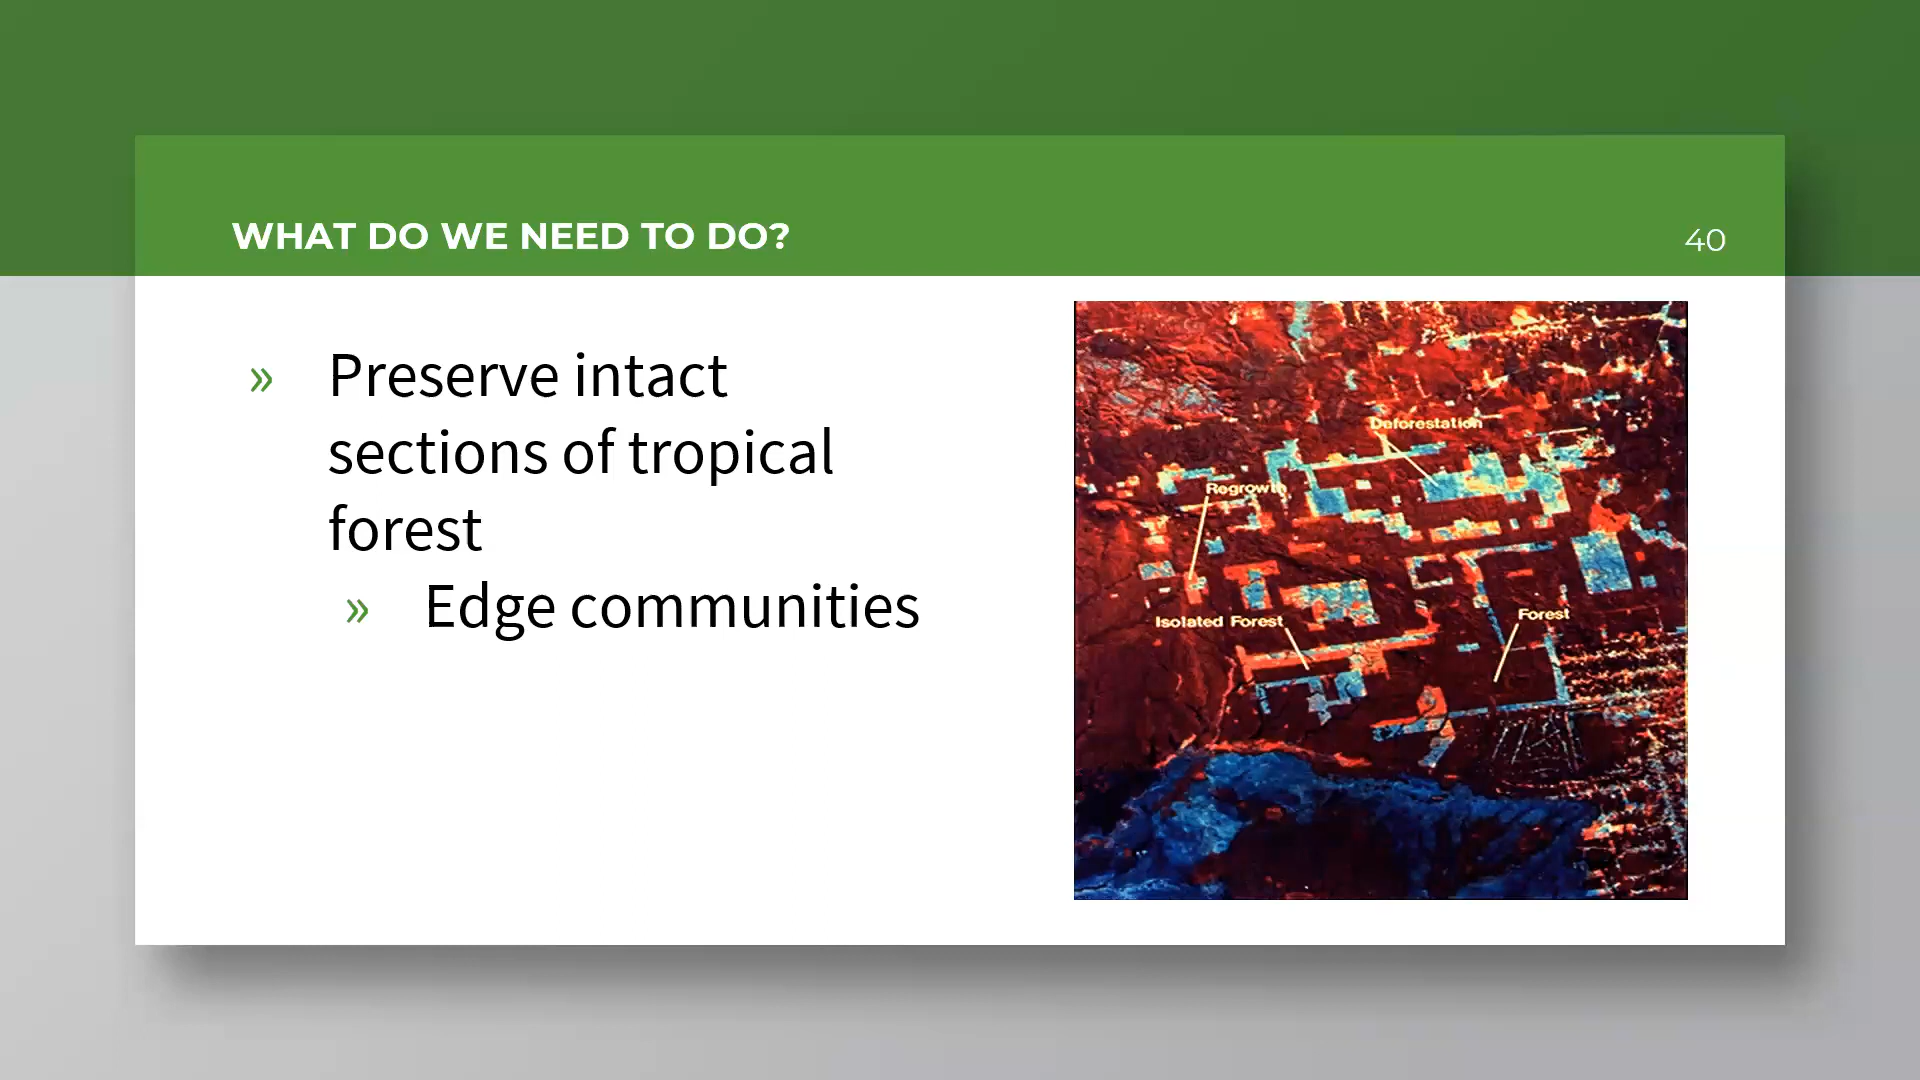 WHAT DO WE NEED TO DO?
40
» Preserve intact
sections of tropical
forest
» Edge communities
Deforestation
Regrowth
Isolated Forest
Forest